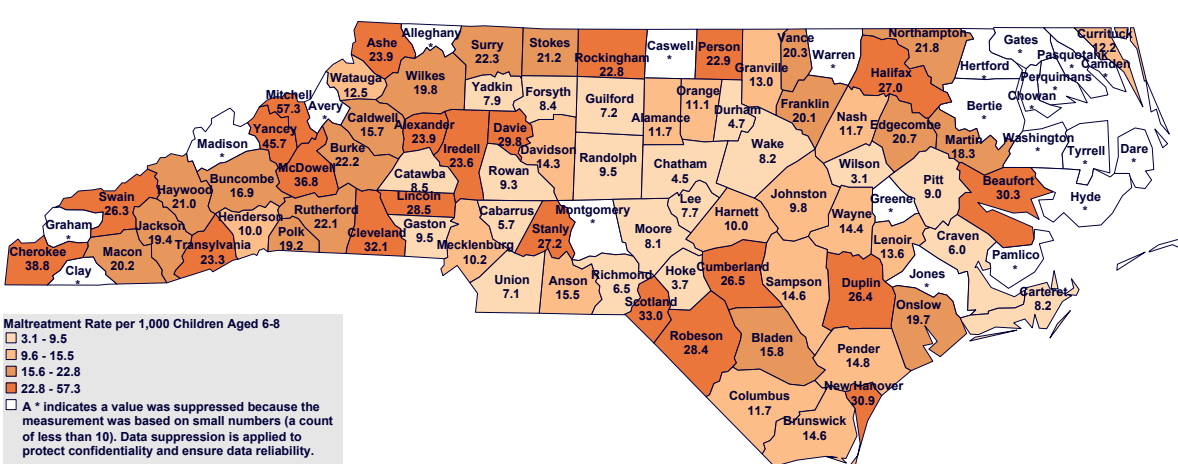 Ashe
23.9
Alleghany
*
Surry
22.3
Stokes
21.2
Rockingham
22.8
Caswell
*
Person
22.9
Granville
13.0
Vance
20.3
Warren
*
Northampton
21.8
Halifax
27.0
Hertford
*
Gates
*
Pasquotank
*
Currituck
12.2
Camden
*
Perquimans
*
Chowan
*
Bertie
*
Watauga
12.5
Wilkes
19.8
Yadkin
7.9
Forsyth
8.4
Guilford
7.2
Alamance
11.7
Orange
11.1
Durham
4.7
Franklin
20.1
Nash
11.7
Edgecombe
20.7
Martin
18.3
Washington
*
Tyrrell
*
Dare
*
Mitchell
57.3
Avery
*
Yancey
45.7
Madison
*
Caldwell
15.7
Alexander
23.9
Iredell
23.6
Davie
29.8
Davidson
14.3
Randolph
9.5
Chatham
4.5
Wake
8.2
Wilson
3.1
Pitt
9.0
Beaufort
30.3
Hyde
*
Burke
22.2
McDowell
36.8
Buncombe
16.9
Haywood
21.0
Swain
26.3
Graham
*
Cherokee
38.8
Clay
*
Macon
20.2
Jackson
19.4
Transylvania
23.3
Henderson
10.0
Polk
19.2
Rutherford
22.1
Cleveland
32.1
Catawba
8.5
Lincoln
28.5
Gaston
9.5
Rowan
9.3
Cabarrus
5.7
Mecklenburg
10.2
Stanly
27.2
Montgomery
*
Moore
8.1
Lee
7.7
Harnett
10.0
Johnston
9.8
Wayne
14.4
Greene
*
Lenoir
13.6
Craven
6.0
Pamlico
*
Jones
*
Carteret
8.2
Union
7.1
Anson
15.5
Richmond
6.5
Hoke
3.7
Scotland
33.0
Cumberland
26.5
Sampson
14.6
Duplin
26.4
Onslow
19.7
Robeson
28.4
Bladen
15.8
Pender
14.8
New Hanover
30.9
Columbus
11.7
Brunswick
14.6
Maltreatment Rate per 1,000 Children Aged 6-8
3.1 - 9.5
9.6 - 15.5
15.6 - 22.8
22.8 - 57.3
A * indicates a value was suppressed because the
measurement was based on small numbers (a count
of less than 10). Data suppression is applied to
protect confidentiality and ensure data reliability.